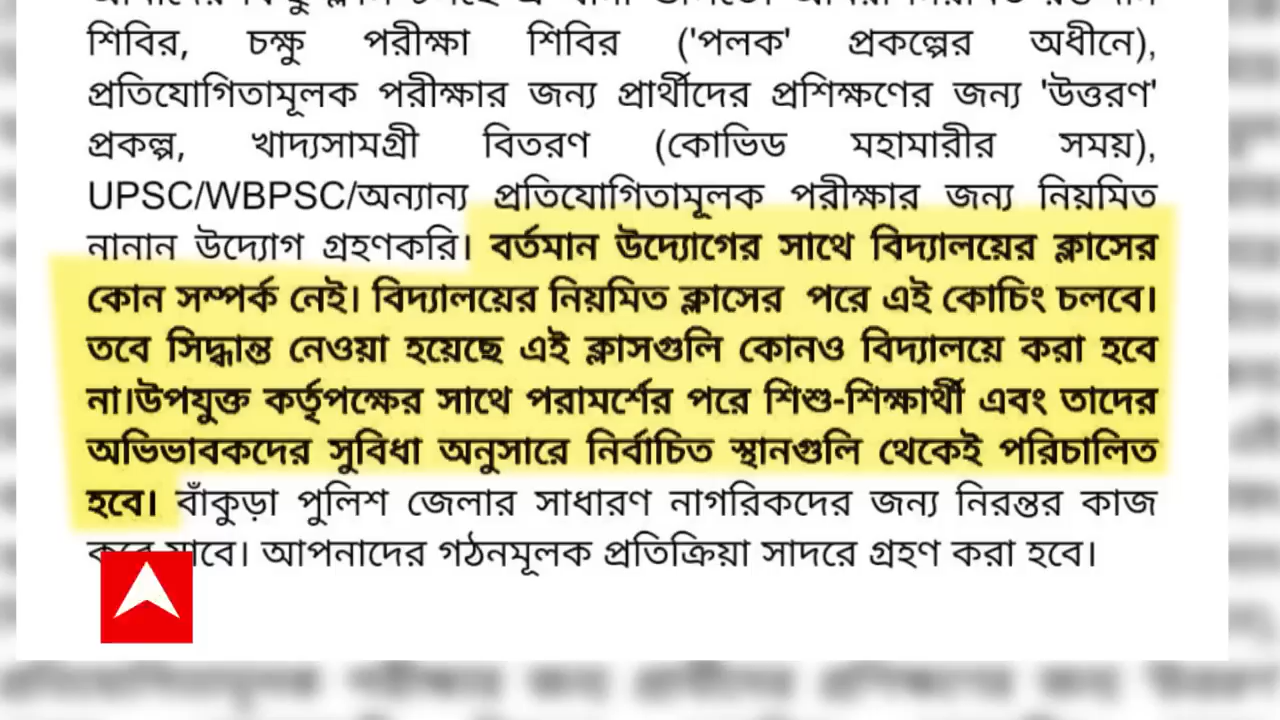 শিবির, চক্ষু পরীক্ষা শিবির ('পলক' প্রকল্পের অধীনে),
প্রতিযোগিতামূলক পরীক্ষার জন্য প্রার্থীদের প্রশিক্ষণের জন্য 'উত্তরণ'
প্রকল্প, খাদ্যসামগ্রী বিতরণ (কোভিড মহামারীর সময়),
UPSC/WBPSC/অন্যান্য প্রতিযোগিতামূলক পরীক্ষার জন্য নিয়মিত
নানান উদ্যোগ গ্রহণকরি। বর্তমান উদ্যোগের সাথে বিদ্যালয়ের ক্লাসের
কোন সম্পর্ক নেই। বিদ্যালয়ের নিয়মিত ক্লাসের পরে এই কোচিং চলবে।
তবে সিদ্ধান্ত নেওয়া হয়েছে এই ক্লাসগুলি কোনও বিদ্যালয়ে করা হবে
না।উপযুক্ত কর্তৃপক্ষের সাথে পরামর্শের পরে শিশু-শিক্ষার্থী এবং তাদের
অভিভাবকদের সুবিধা অনুসারে নির্বাচিত স্থানগুলি থেকেই পরিচালিত
হবে। বাঁকুড়া পুলিশ জেলার সাধারণ নাগরিকদের জন্য নিরন্তর কাজ
যাবে। আপনাদের গঠনমূলক প্রতিক্রিয়া সাদরে গ্রহণ করা হবে।